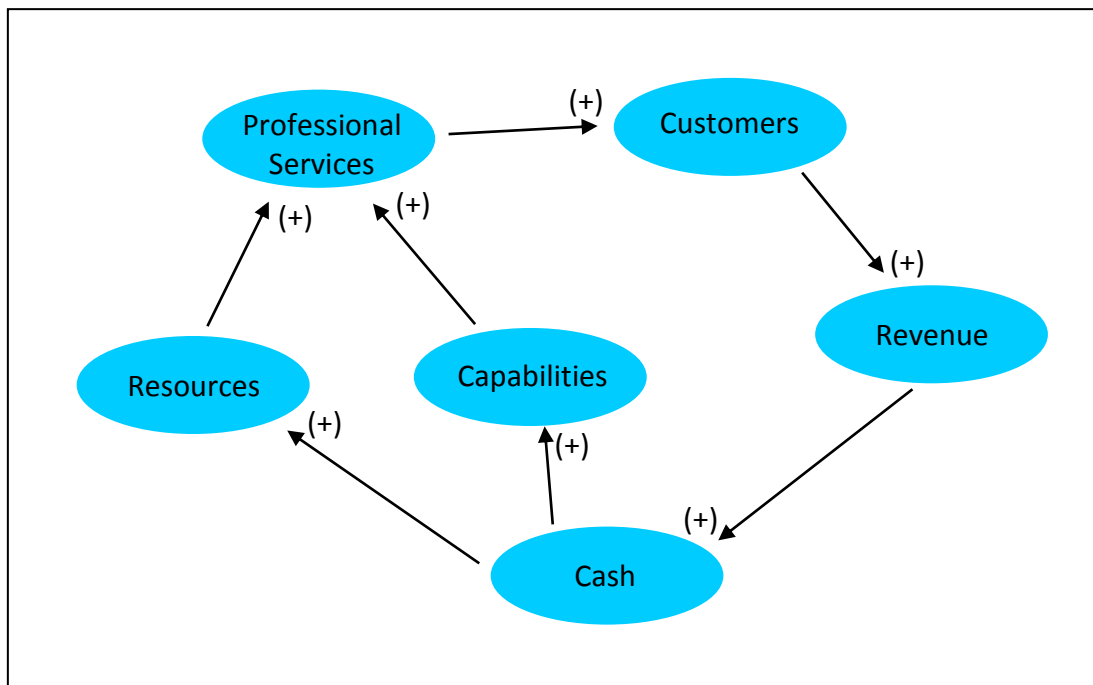 Professional
Services
(+)
Customers
(+)
(+)
(+)
Resources
Capabilities
Revenue
(+)
(+)
(+)
Cash